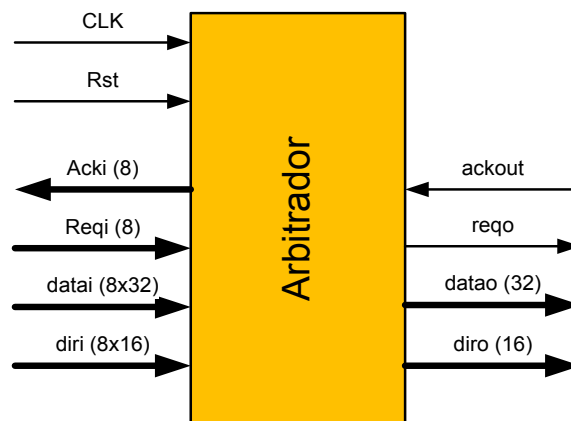 CLK
Rst
Acki (8)
Reqi (8)
datai (8x32)
diri (8x16)
Arbitrador
ackout
reqo
datao (32)
diro (16)